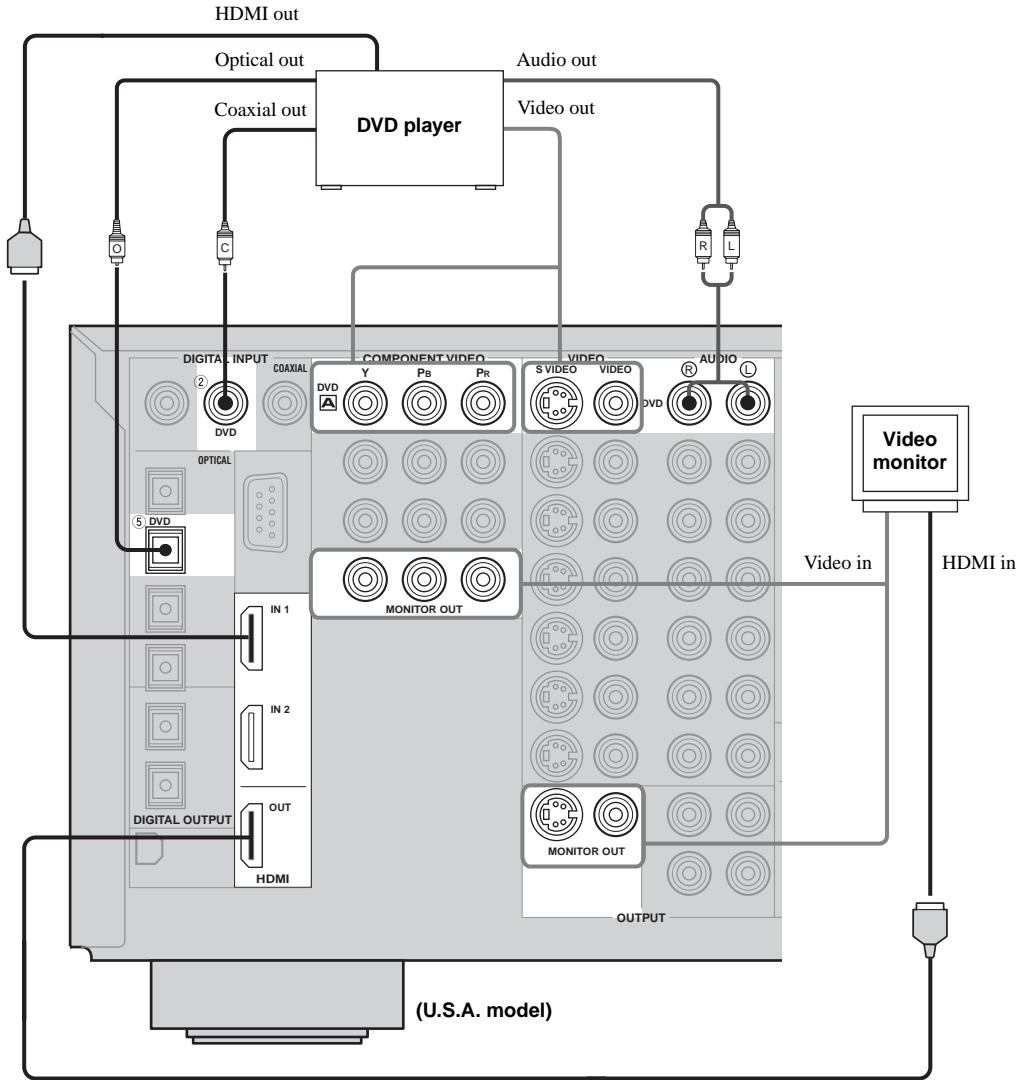 HDMI out
Optical out
Audio out
Coaxial out
Video out
DVD player
O
C
R
L
DIGITAL INPUT
COAXIAL
COMPONENT VIDEO
VIDEO
AUDIO
②
DVD
DVD
A
Y
PB
PR
S VIDEO
VIDEO
DVD
R
L
Video monitor
OPTICAL
⑤ DVD
Video in
HDMI in
MONITOR OUT
IN 1
IN 2
OUT
DIGITAL OUTPUT
HDMI
MONITOR OUT
OUTPUT
(U.S.A. model)